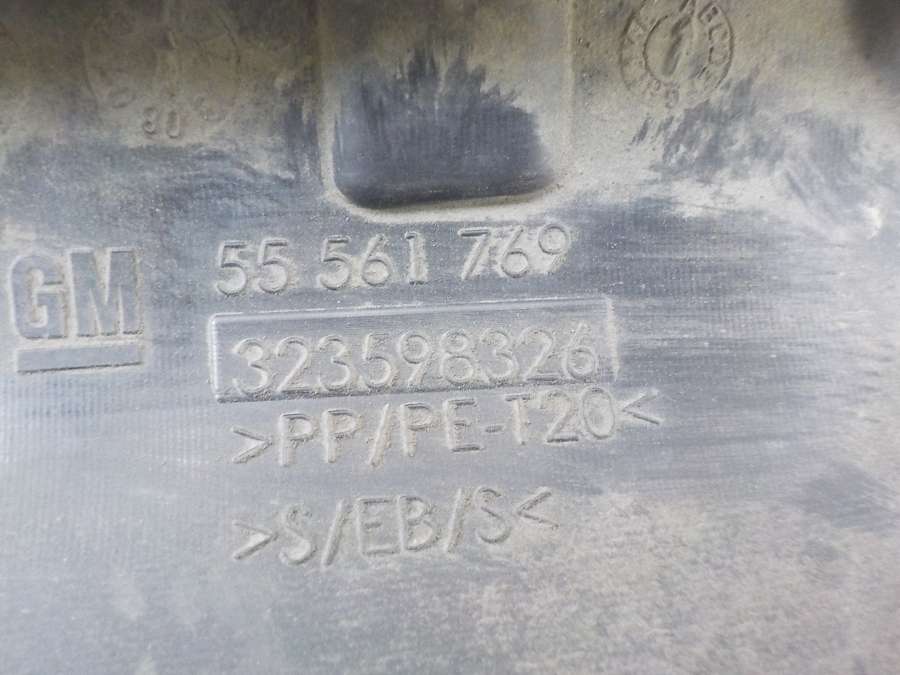 GM
55 561 769
323598326
>PP/PE-T20<
>S/EB/S<